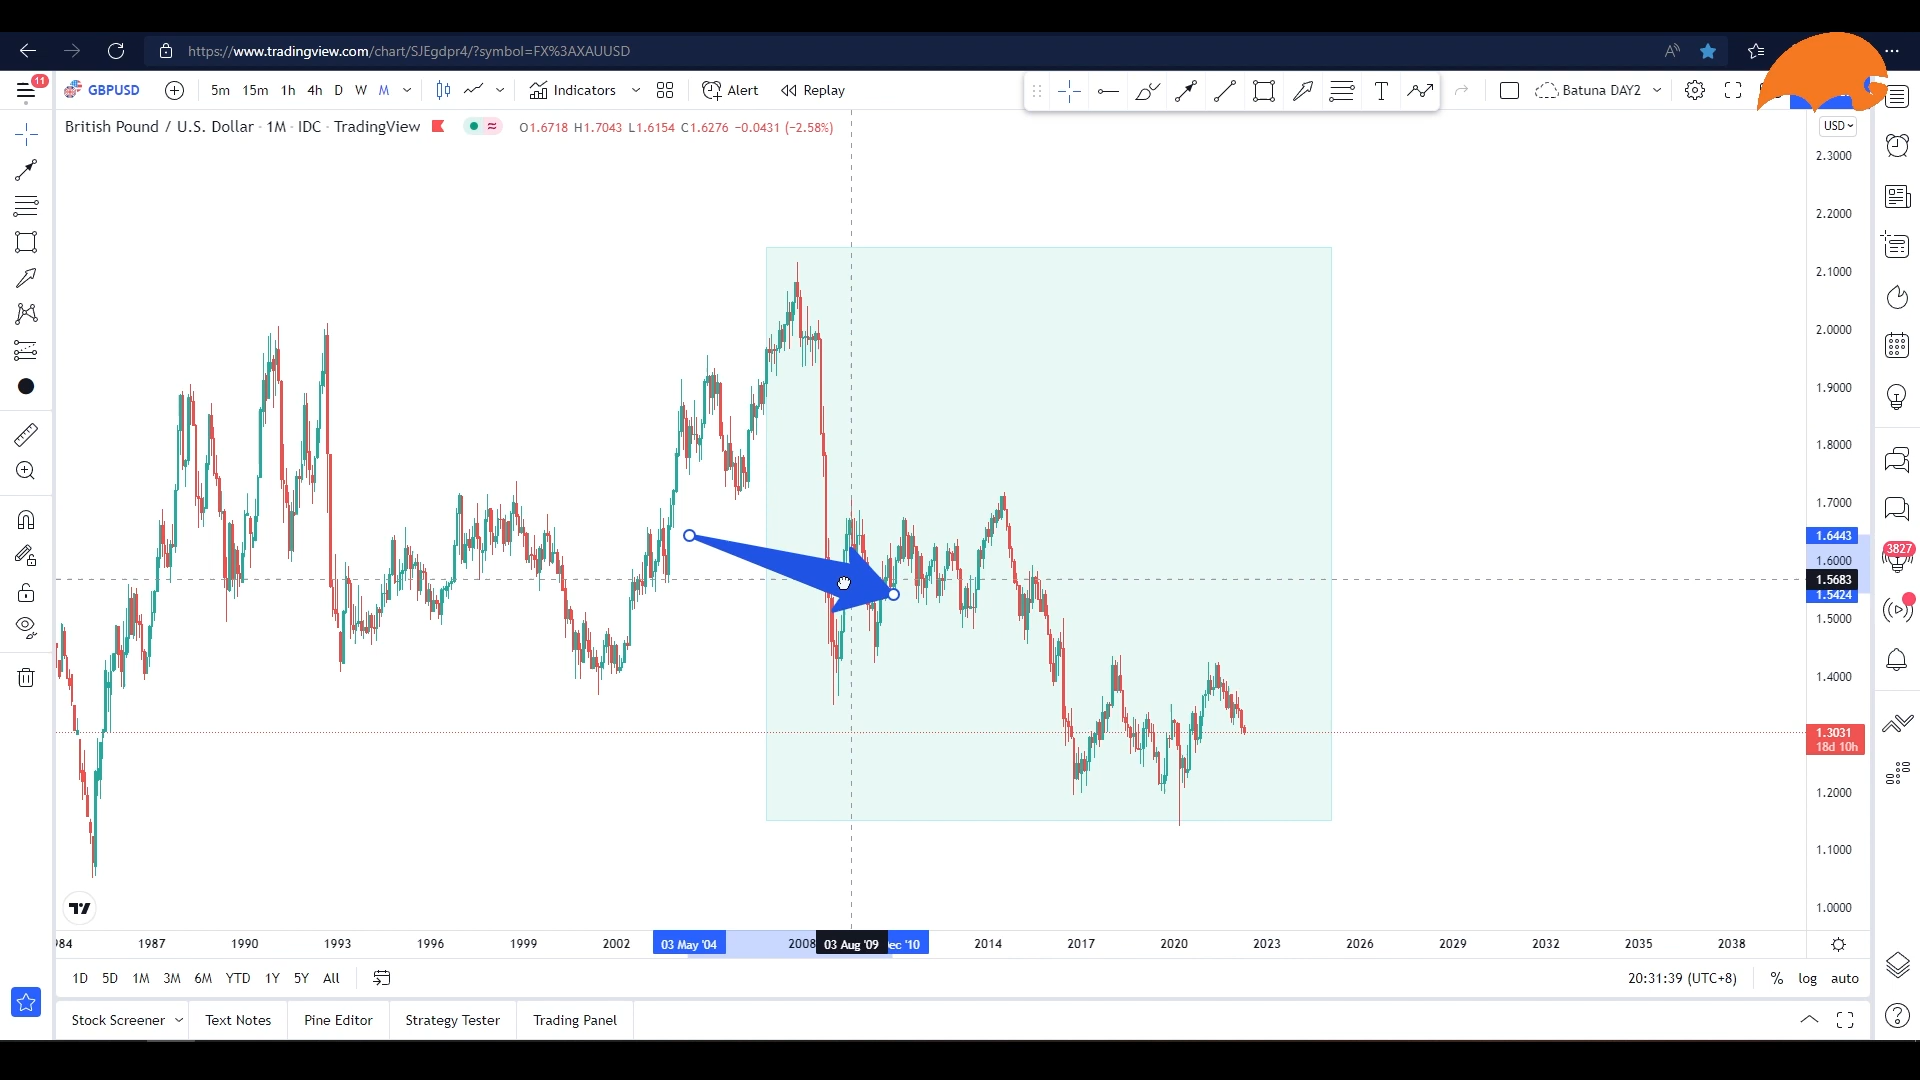 https://www.tradingview.com/chart/SJEgdpr4/?symbol=FX%3AXAUUSD
11
GBPUSD 5m 15m 1h 4h D W M Indicators Alert Replay T Batuna DAY2
British Pound / U.S. Dollar · 1M · IDC · TradingView O1.6718 H1.7043 L1.6154 C1.6276 −0.0431 (−2.58%)
USD
2.3000
2.2000
2.1000
2.0000
1.9000
1.8000
1.7000
1.6443
3827
1.6000
1.5683
1.5424
1.5000
1.4000
1.3031
18d 10h
1.2000
1.1000
1.0000
984 1987 1990 1993 1996 1999 2002 03 May '04 2008 03 Aug '09 Dec '10 2014 2017 2020 2023 2026 2029 2032 2035 2038
1D 5D 1M 3M 6M YTD 1Y 5Y All 20:31:39 (UTC+8) % log auto
Stock Screener Text Notes Pine Editor Strategy Tester Trading Panel